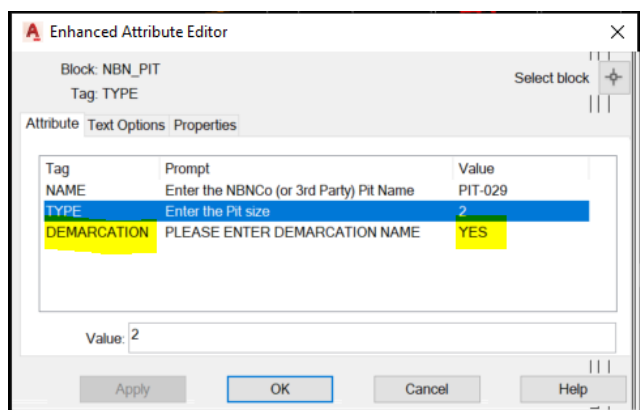 Enhanced Attribute Editor
Block: NBN_PIT
Select block
Tag: TYPE
Attribute Text Options Properties
Tag Prompt Value
NAME Enter the NBNCo (or 3rd Party) Pit Name PIT-029
TYPE Enter the Pit size 2
DEMARCATION PLEASE ENTER DEMARCATION NAME YES
Value: 2
Apply OK Cancel Help